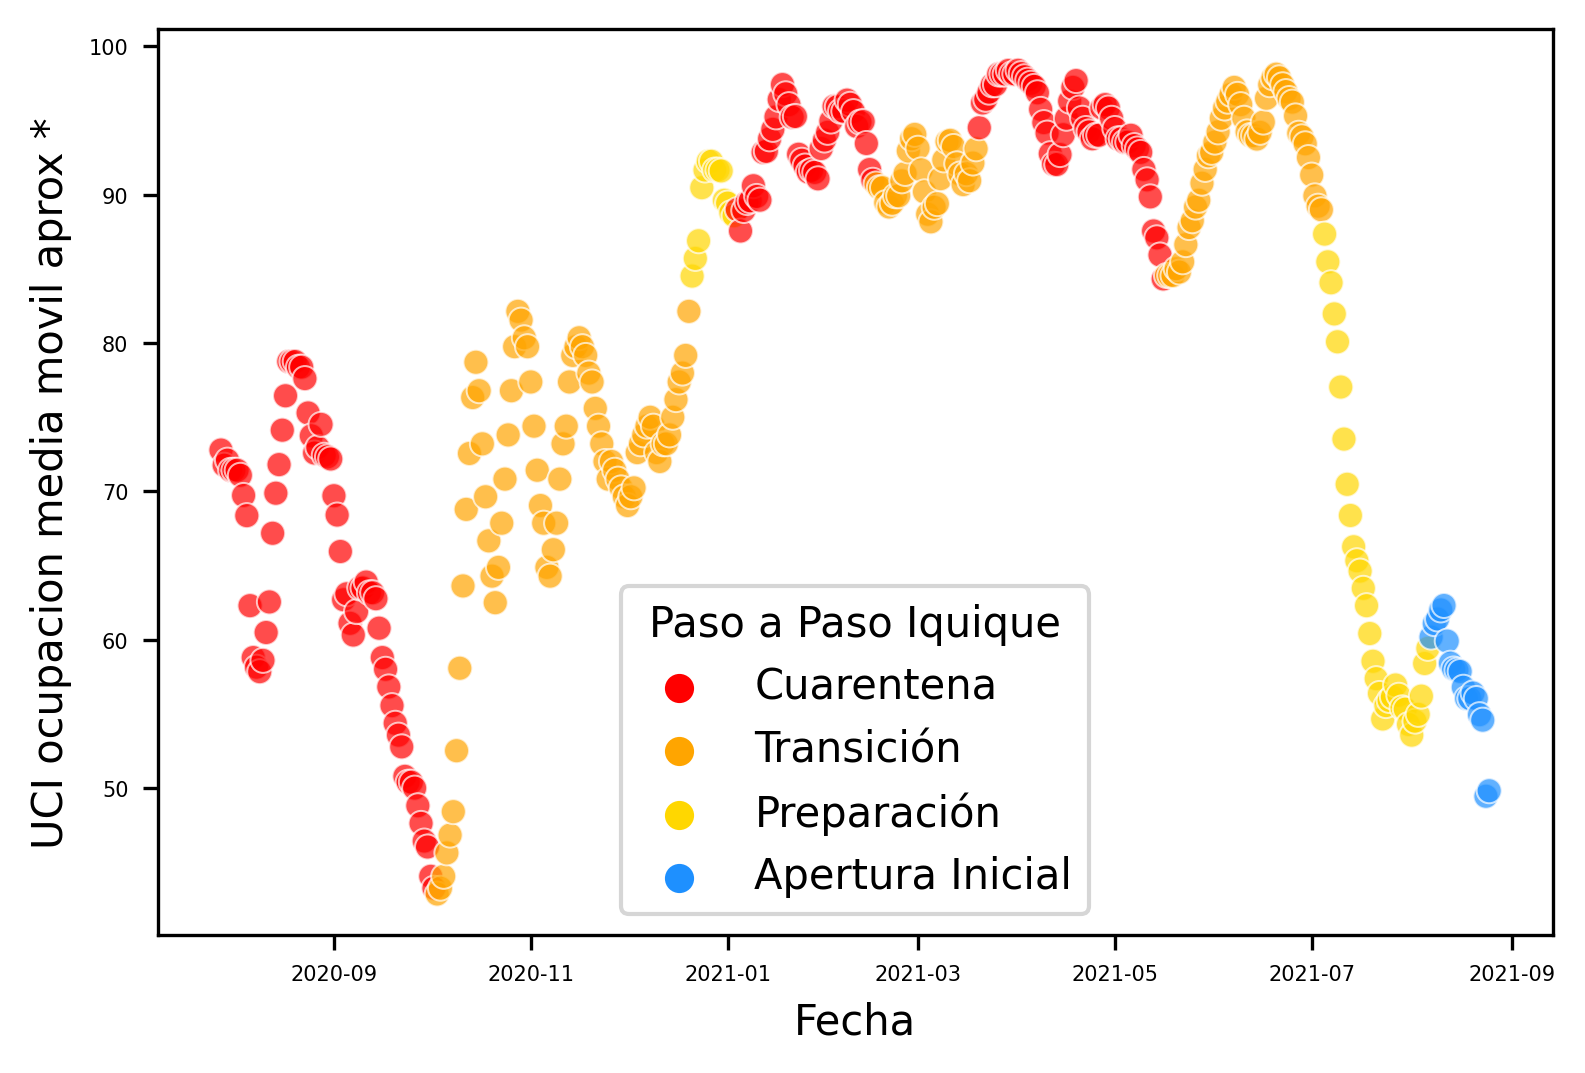 UCI ocupacion media movil aprox *
100
90
80
70
60
50
Paso a Paso Iquique
Cuarentena
Transición
Preparación
Apertura Inicial
2020-09 2020-11 2021-01 2021-03 2021-05 2021-07 2021-09
Fecha